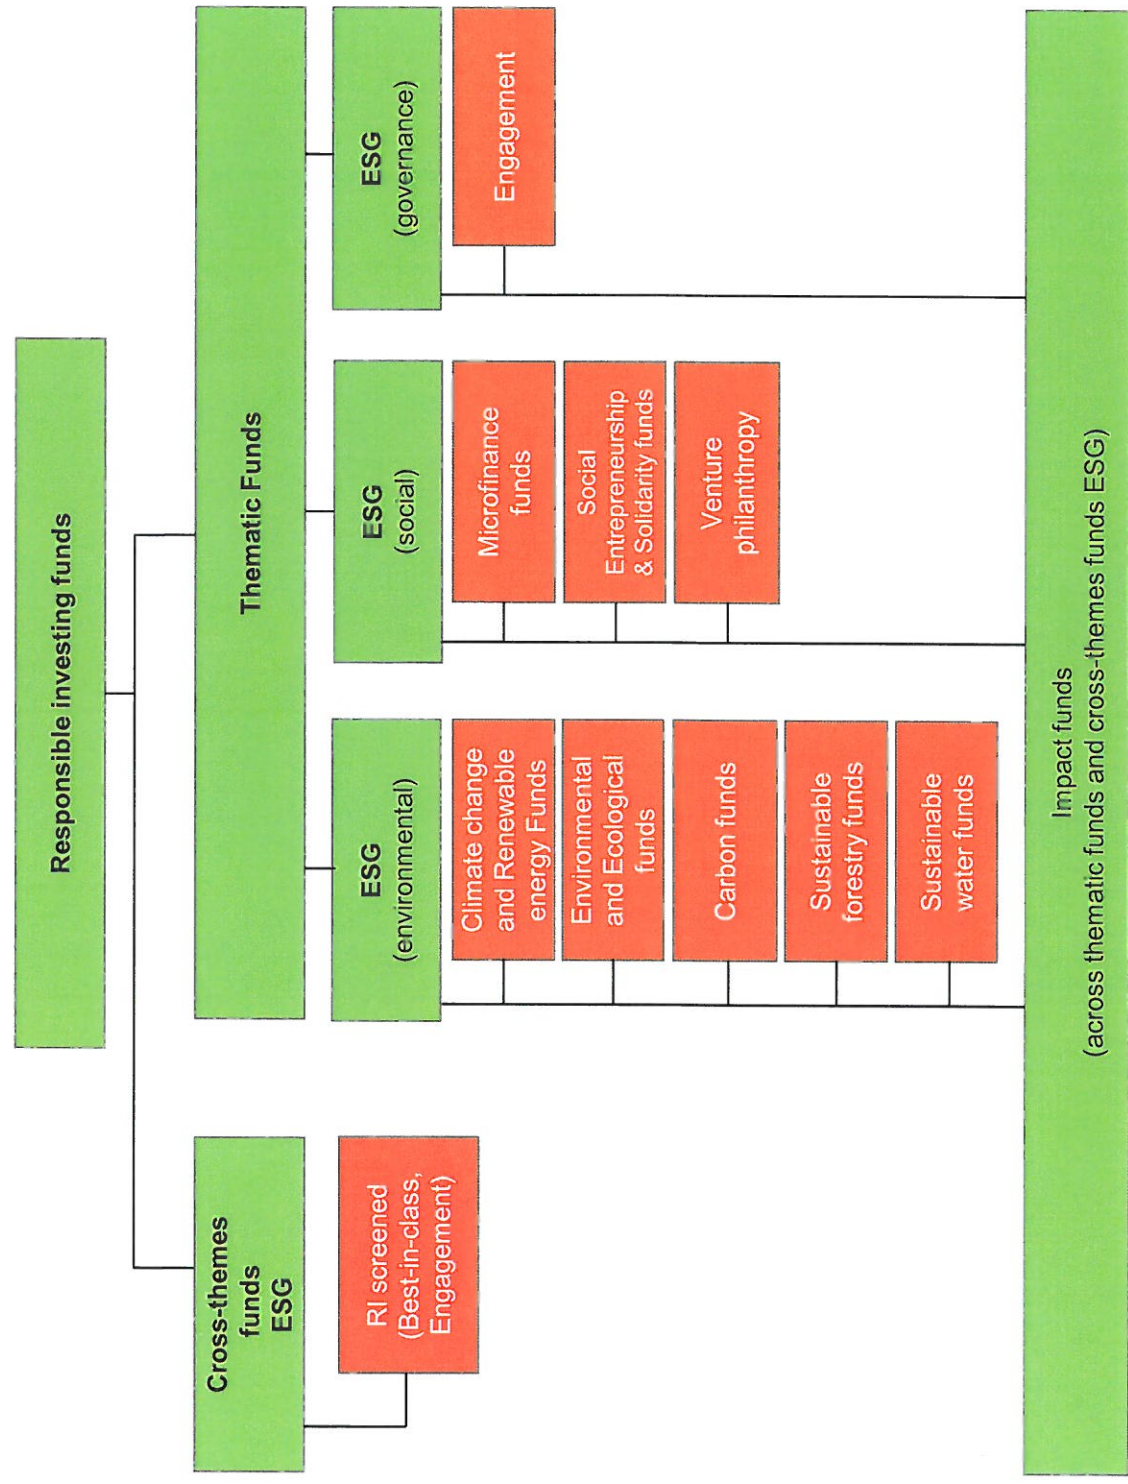 Responsible investing funds
Cross-themes
funds
ESG
RI screened
(Best-in-class,
Engagement)
Thematic Funds
ESG
(environmental)
Climate change
and Renewable
energy Funds
Environmental
and Ecological
funds
Carbon funds
Sustainable
forestry funds
Sustainable
water funds
ESG
(social)
Microfinance
funds
Social
Entrepreneurship
& Solidarity funds
Venture
philanthropy
ESG
(governance)
Engagement
Impact funds
(across thematic funds and cross-themes funds ESG)